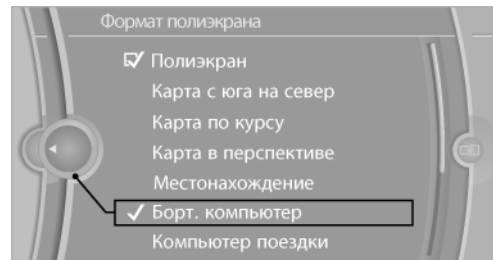 Формат полиэкрана
Полиэкран
Карта с юга на север
Карта по курсу
Карта в перспективе
Местонахождение
Борт. компьютер
Компьютер поездки